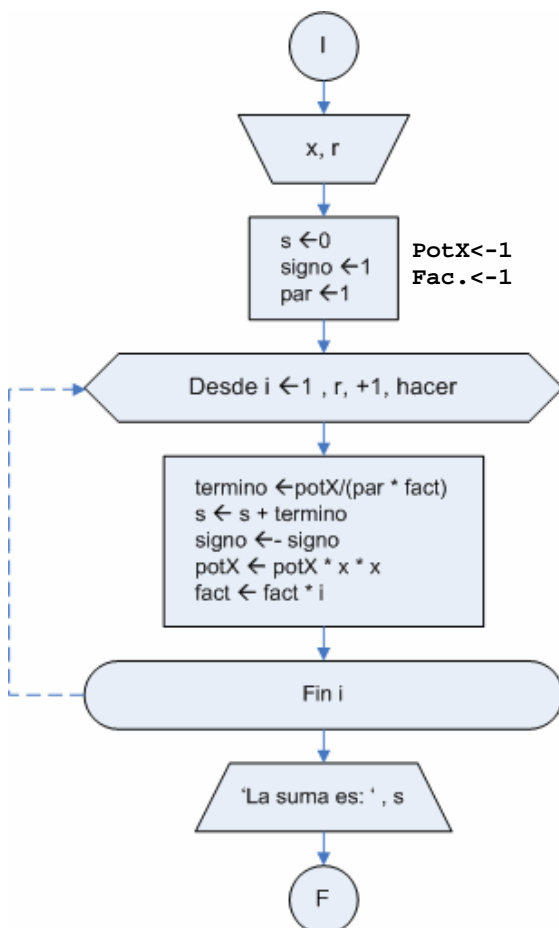 I
x, r
s ←0
signo ←1
par ←1
PotX<-1
Fac.<-1
Desde i ←1 , r, +1, hacer
termino ←potX/(par * fact)
s ← s + termino
signo ←- signo
potX ← potX * x * x
fact ← fact * i
Fin i
‘La suma es: ‘ , s
F